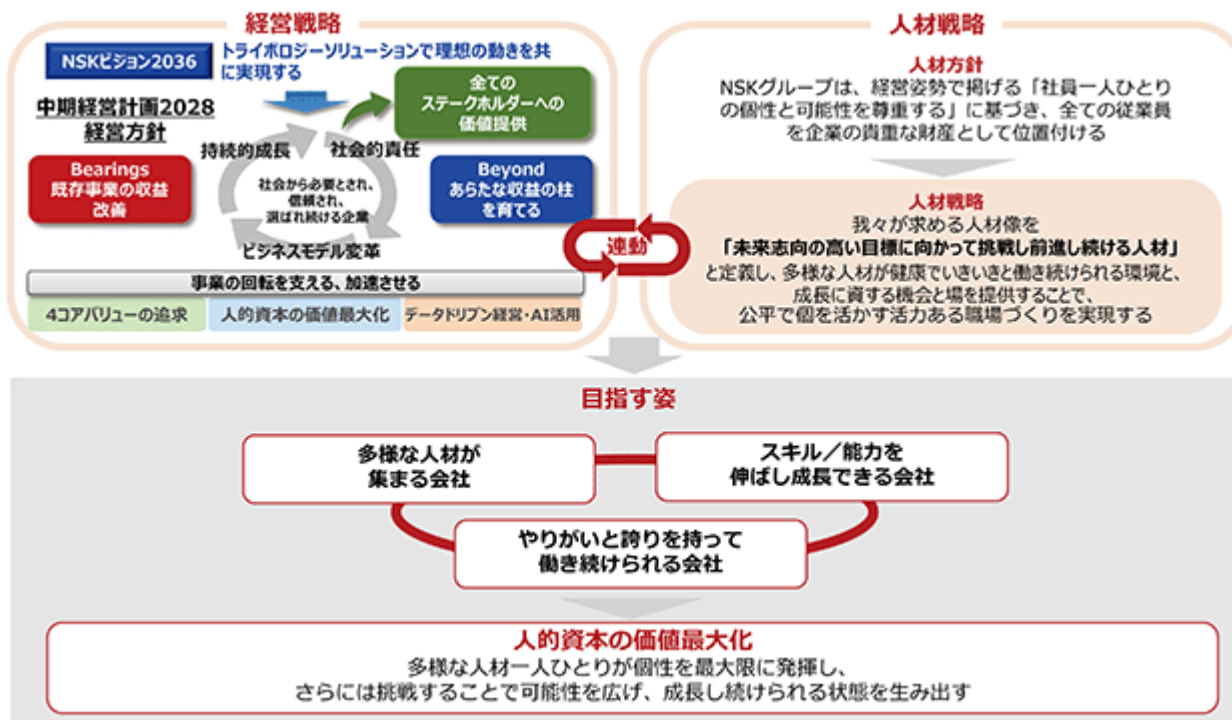 経営戦略
NSKビジョン2036
トライボロジーソリューションで理想の動きを共
に実現する
中期経営計画2028
経営方針
全ての
ステークホルダーへの
価値提供
持続的成長
社会的責任
Bearings
既存事業の収益
改善
社会から必要とされ、
信頼され、
選ばれ続ける企業
Beyond
あらたな収益の柱
を育てる
ビジネスモデル変革
事業の回転を支える、加速させる
4コアバリューの追求
人的資本の価値最大化
データドリブン経営・AI活用
連動
人材戦略
人材方針
NSKグループは、経営姿勢で掲げる「社員一人ひとり
の個性と可能性を尊重する」に基づき、全ての従業員
を企業の貴重な財産として位置付ける
人材戦略
我々が求める人材像を
「未来志向の高い目標に向かって挑戦し前進し続ける人材」
と定義し、多様な人材が健康でいきいきと働き続けられる環境と、
成長に資する機会と場を提供することで、
公平で個を活かす活力ある職場づくりを実現する
目指す姿
多様な人材が
集まる会社
スキル／能力を
伸ばし成長できる会社
やりがいと誇りを持って
働き続けられる会社
人的資本の価値最大化
多様な人材一人ひとりが個性を最大限に発揮し、
さらには挑戦することで可能性を広げ、成長し続けられる状態を生み出す